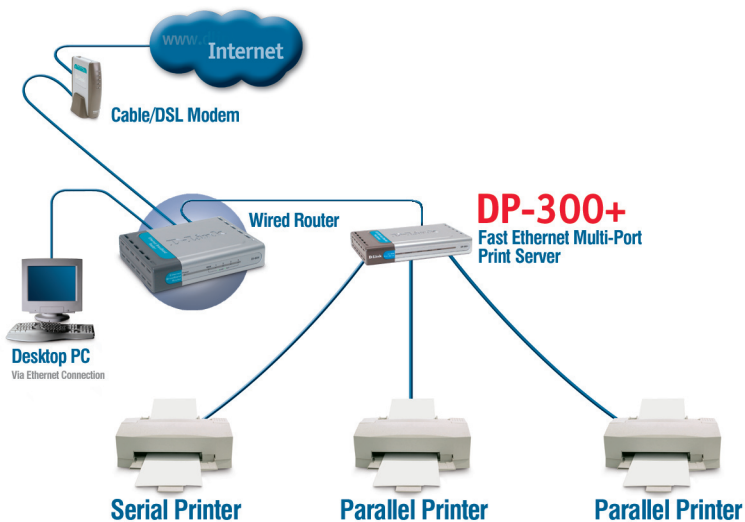 www.
Internet
Cable/DSL Modem
Wired Router
DP-300+
Fast Ethernet Multi-Port
Print Server
Desktop PC
Via Ethernet Connection
Serial Printer
Parallel Printer
Parallel Printer